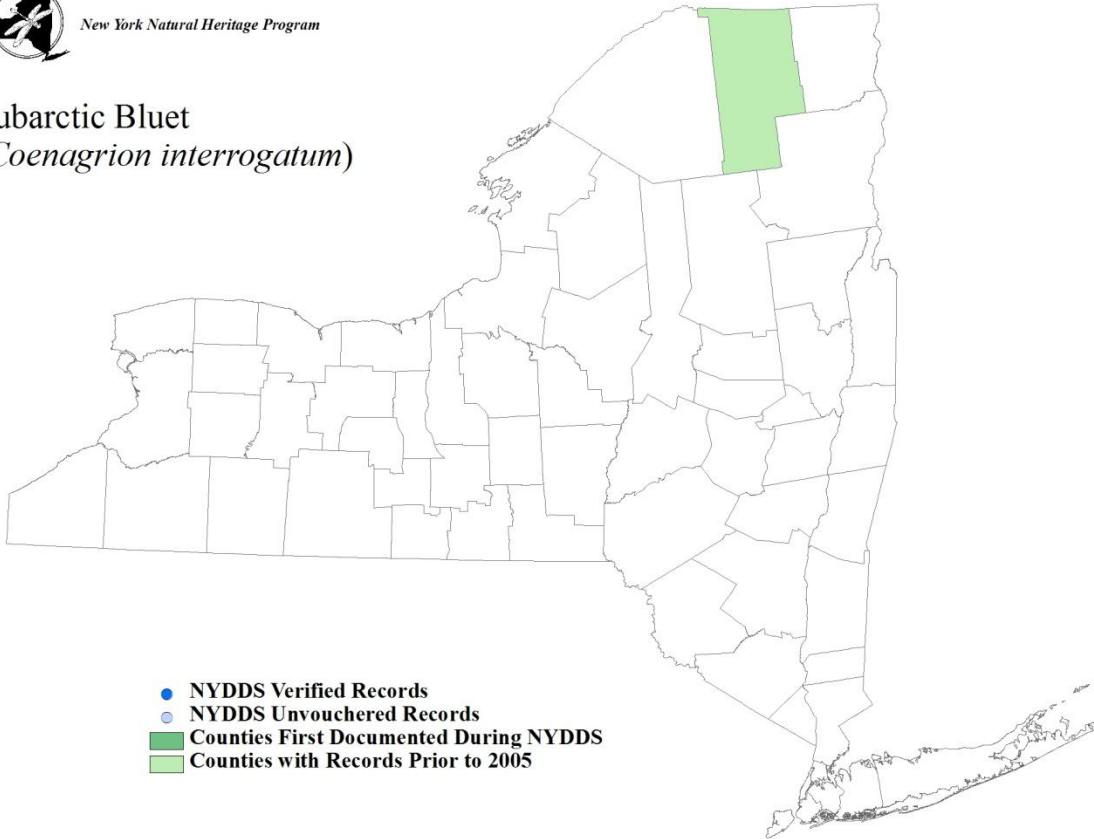 New York Natural Heritage Program
ubarctic Bluet
Coenagrion interrogatum)
NYDDS Verified Records
NYDDS Unvouchered Records
Counties First Documented During NYDDS
Counties with Records Prior to 2005